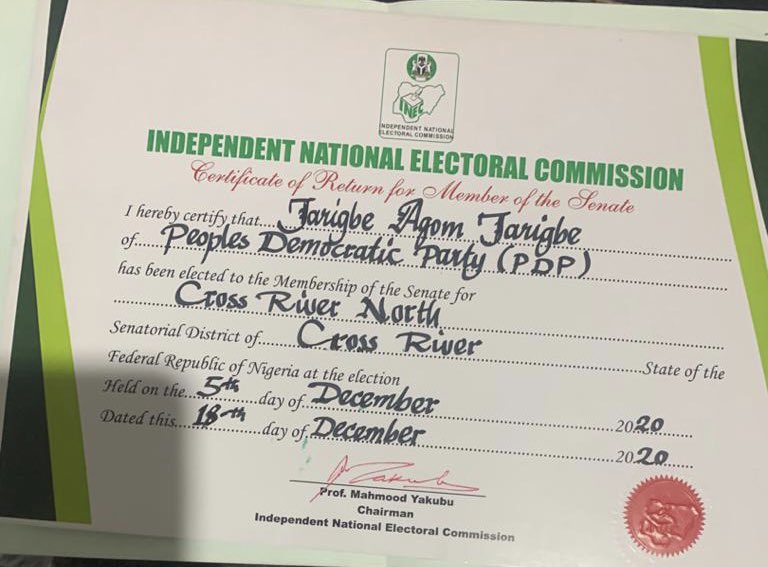 INEC
INDEPENDENT NATIONAL
ELECTORAL COMMISSION
INDEPENDENT NATIONAL ELECTORAL COMMISSION
Certificate of Return for Member of the Senate
I hereby certify that Jarigbe Agom Jarigbe
of Peoples Democratic Party (PDP)
has been elected to the Membership of the Senate for
Cross River North
Senatorial District of Cross River State of the
Federal Republic of Nigeria at the election
Held on the 5th day of December 2020
Dated this 18th day of December 2020
Prof. Mahmood Yakubu
Chairman
Independent National Electoral Commission